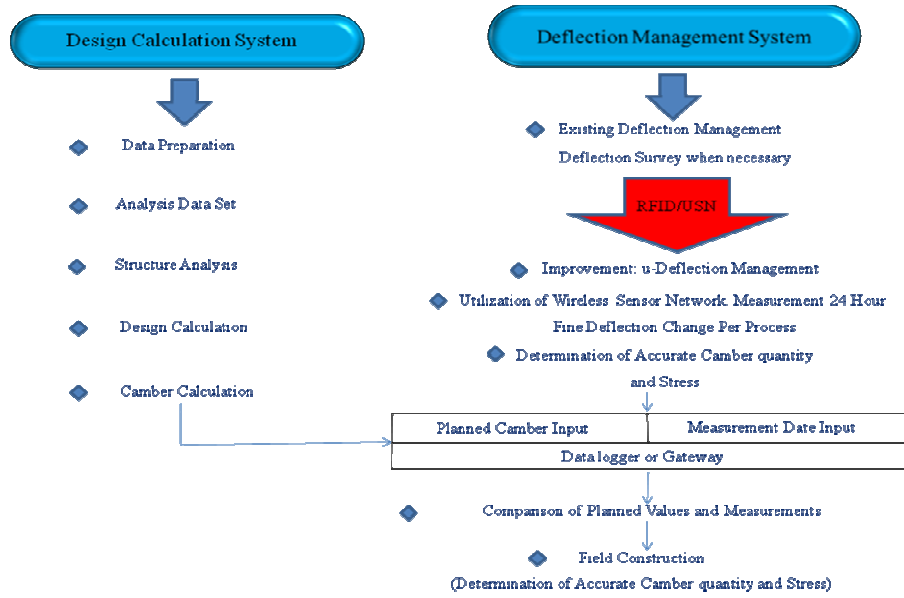 Design Calculation System
Data Preparation
Analysis Data Set
Structure Analysis
Design Calculation
Camber Calculation
Deflection Management System
Existing Deflection Management
Deflection Survey when necessary
RFID/USN
Improvement: u-Deflection Management
Utilization of Wireless Sensor Network Measurement 24 Hour
Fine Deflection Change Per Process
Determination of Accurate Camber quantity
and Stress
Planned Camber Input
Measurement Date Input
Data logger or Gateway
Comparison of Planned Values and Measurements
Field Construction
(Determination of Accurate Camber quantity and Stress)